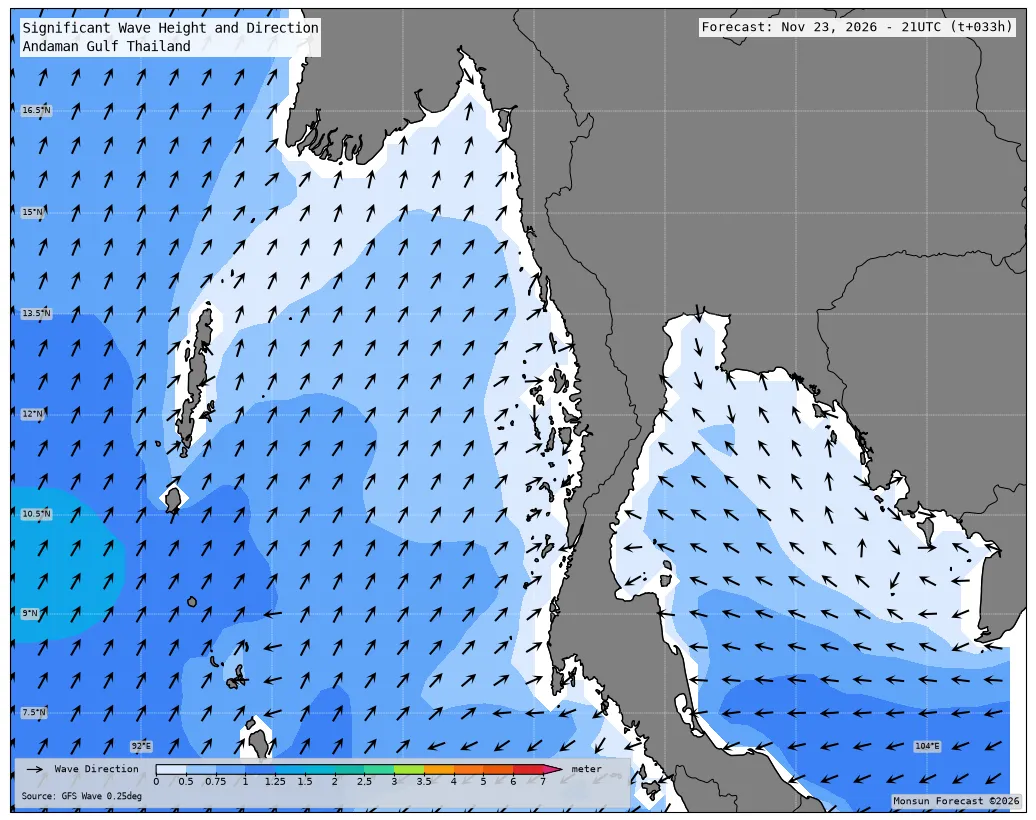 Significant Wave Height and Direction
Andaman Gulf Thailand
Forecast: Nov 23, 2026 - 21UTC (t+033h)
16.5°N
15°N
13.5°N
12°N
10.5°N
9°N
7.5°N
92°E
104°E
Wave Direction
0 0.5 0.75 1 1.25 1.5 2 2.5 3 3.5 4 5 6 7 meter
Source: GFS Wave 0.25deg
Monsun Forecast ©2026